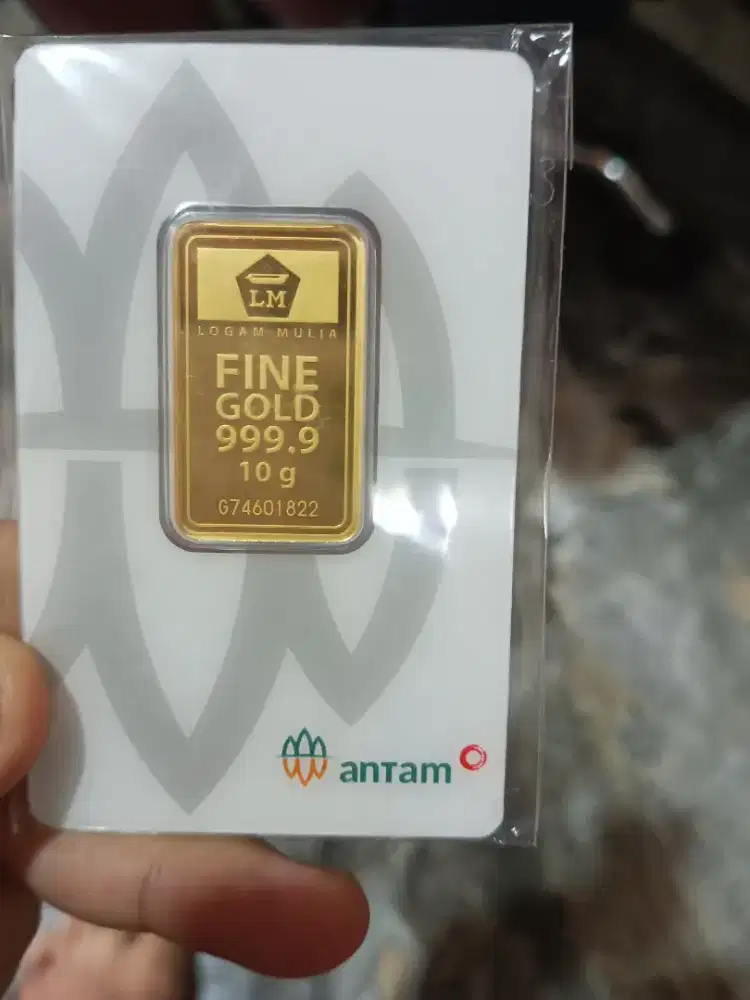 LM
LOGAM MULIA
FINE
GOLD
999.9
10 g
G74601822
antam